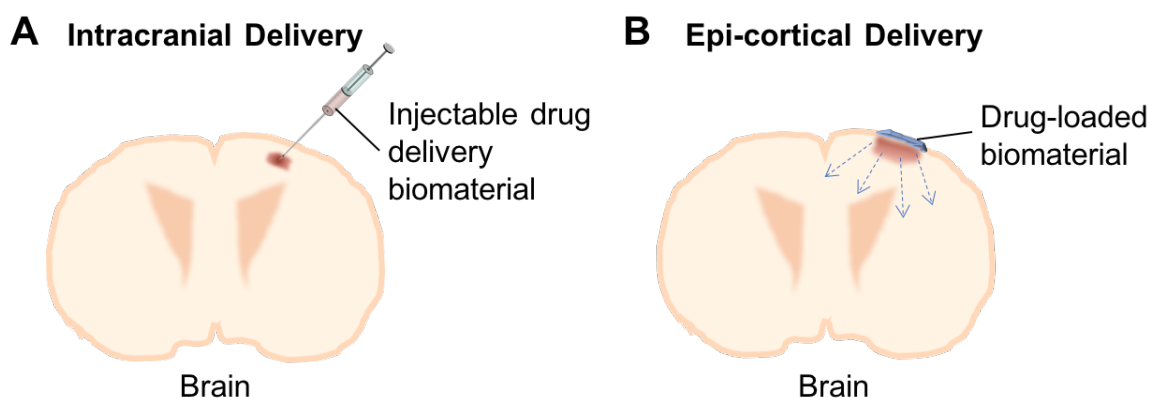 A Intracranial Delivery
Injectable drug
delivery
biomaterial
Brain
B Epi-cortical Delivery
Drug-loaded
biomaterial
Brain